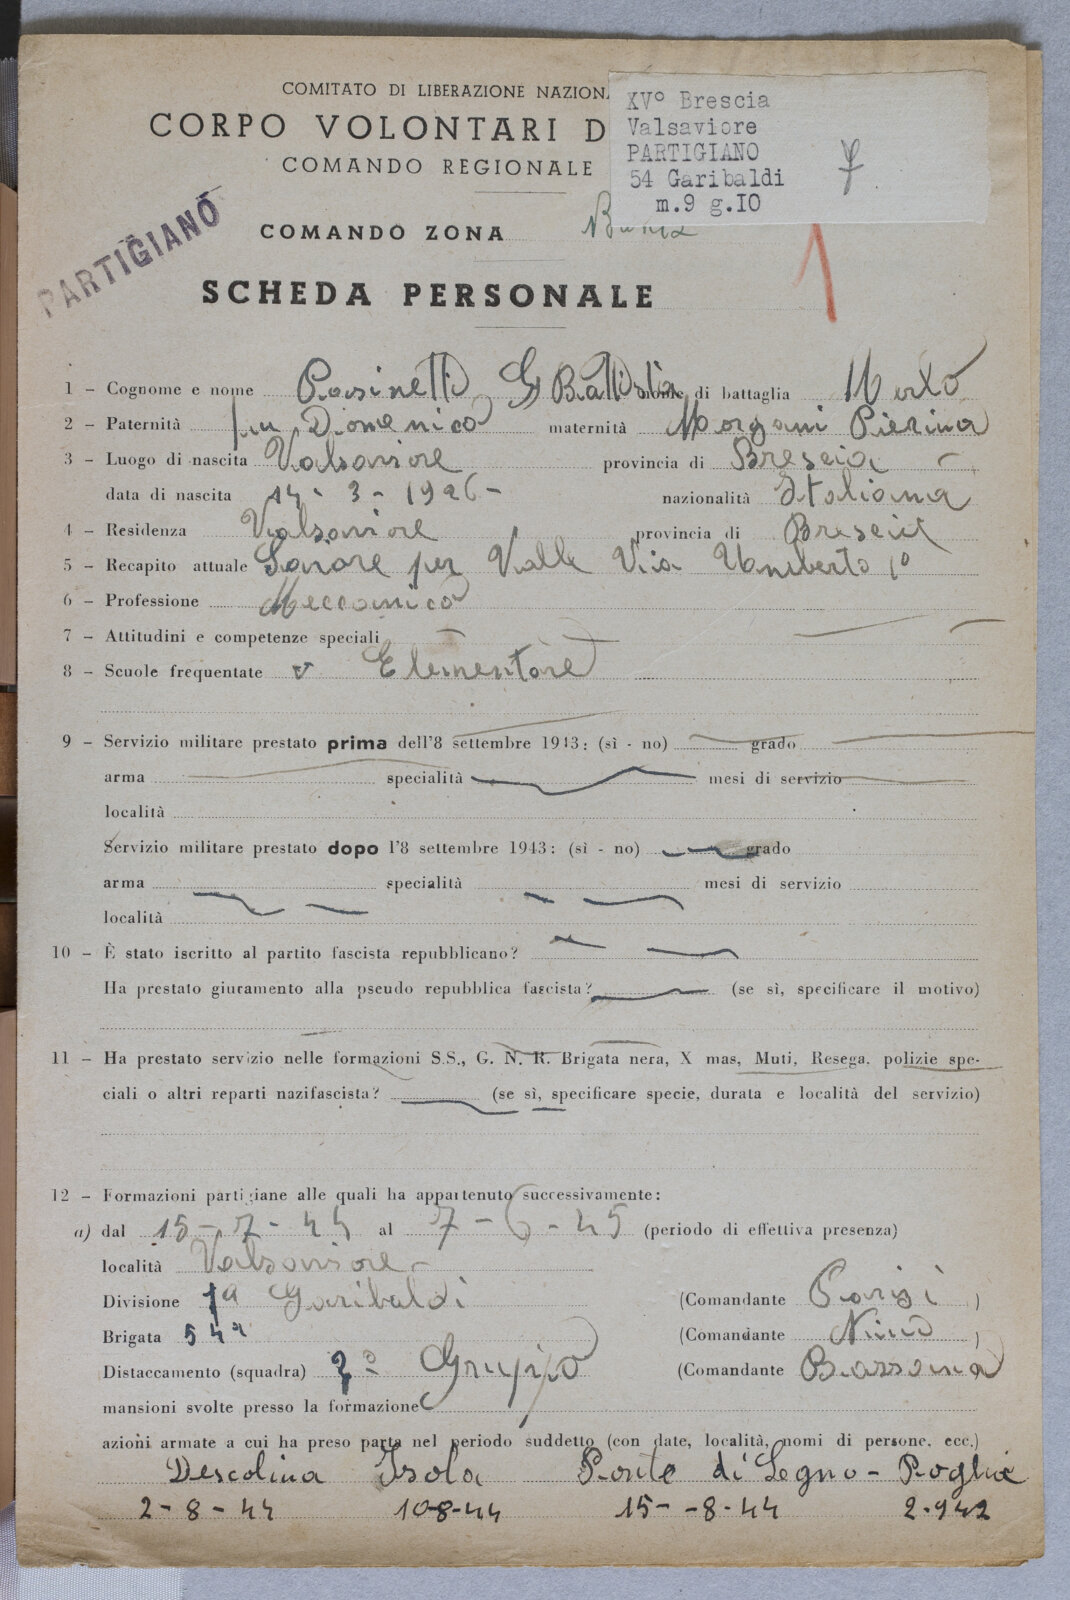 COMITATO DI LIBERAZIONE NAZIONA
CORPO VOLONTARI D
COMANDO REGIONALE
XV° Brescia
Valsaviore
PARTIGIANO
54 Garibaldi
m.9 g.IO
PARTIGIANO
COMANDO ZONA
SCHEDA PERSONALE
1 - Cognome e nome Pasinetti G Battista nome di battaglia Merlo
2 - Paternità fu Domenico maternità Morgani Pierina
3 - Luogo di nascita Valsaviore provincia di Brescia
data di nascita 14 - 3 - 1926 - nazionalità Italiana
4 - Residenza Valsaviore provincia di Brescia
5 - Recapito attuale Saviore per Valle Via Umberto 1°
6 - Professione Meccanico
7 - Attitudini e competenze speciali
8 - Scuole frequentate v Elementare
9 - Servizio militare prestato prima dell'8 settembre 1943: (sì - no) grado
arma specialità mesi di servizio
località
Servizio militare prestato dopo l'8 settembre 1943: (sì - no) grado
arma specialità mesi di servizio
località
10 - È stato iscritto al partito fascista repubblicano?
Ha prestato giuramento alla pseudo repubblica fascista? (se sì, specificare il motivo)
11 - Ha prestato servizio nelle formazioni S.S., G. N. R. Brigata nera, X mas, Muti, Resega, polizie spe-
ciali o altri reparti nazifascista? (se sì, specificare specie, durata e località del servizio)
12 - Formazioni partigiane alle quali ha appartenuto successivamente:
a) dal 15 - 7 - 44 al 7 - 6 - 45 (periodo di effettiva presenza)
località Valsaviore
Divisione 1a Garibaldi (Comandante Parigi )
Brigata 54a (Comandante Nino )
Distaccamento (squadra) 2° Gruppo (Comandante Bassana )
mansioni svolte presso la formazione
azioni armate a cui ha preso parte nel periodo suddetto (con date, località, nomi di persone, ecc.)
Descolina Isola Ponte di Legno - Poglie
2 - 8 - 44 10-8-44 15 - -8 - 44 2.942